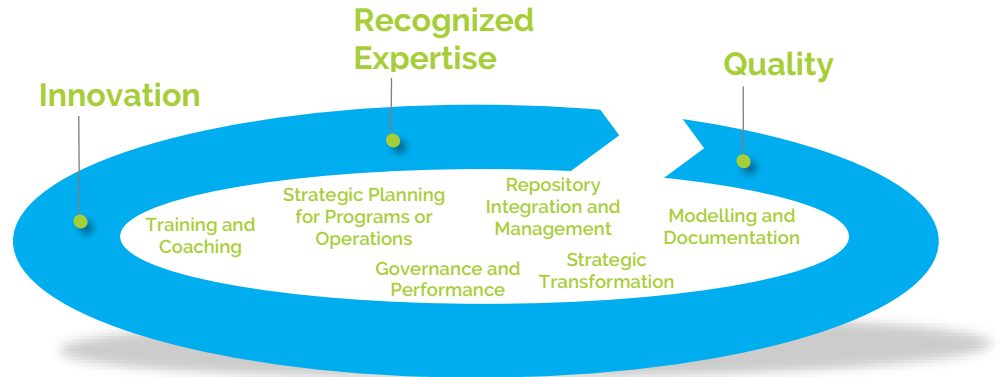 Recognized
Expertise
Quality
Innovation
Training and
Coaching
Strategic Planning
for Programs or
Operations
Repository
Integration and
Management
Modelling and
Documentation
Governance and
Performance
Strategic
Transformation